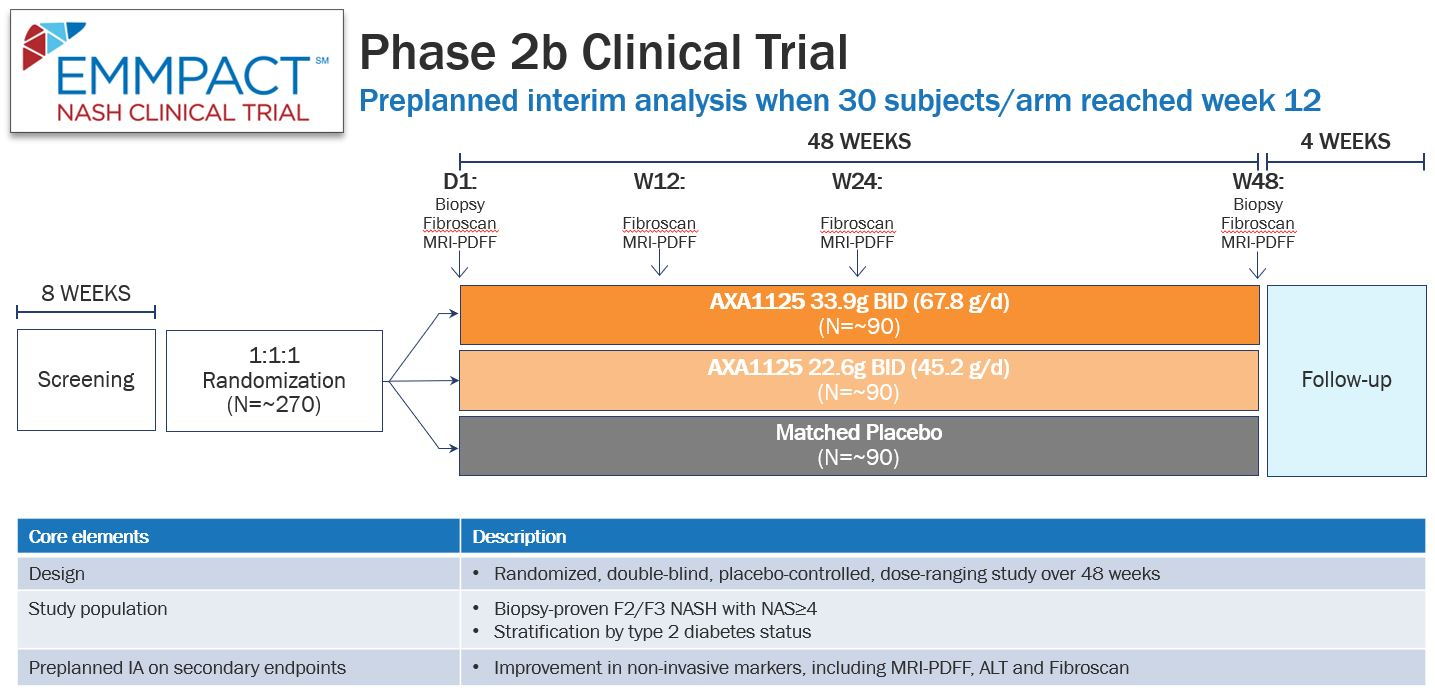 EMMPACT SM
NASH CLINICAL TRIAL
Phase 2b Clinical Trial
Preplanned interim analysis when 30 subjects/arm reached week 12
48 WEEKS
4 WEEKS
D1:
Biopsy
Fibroscan
MRI-PDFF
W12:
Fibroscan
MRI-PDFF
W24:
Fibroscan
MRI-PDFF
W48:
Biopsy
Fibroscan
MRI-PDFF
8 WEEKS
Screening
1:1:1
Randomization
(N=~270)
AXA1125 33.9g BID (67.8 g/d)
(N=~90)
AXA1125 22.6g BID (45.2 g/d)
(N=~90)
Matched Placebo
(N=~90)
Follow-up
Core elements
Description
Design
• Randomized, double-blind, placebo-controlled, dose-ranging study over 48 weeks
Study population
• Biopsy-proven F2/F3 NASH with NAS≥4
• Stratification by type 2 diabetes status
Preplanned IA on secondary endpoints
• Improvement in non-invasive markers, including MRI-PDFF, ALT and Fibroscan